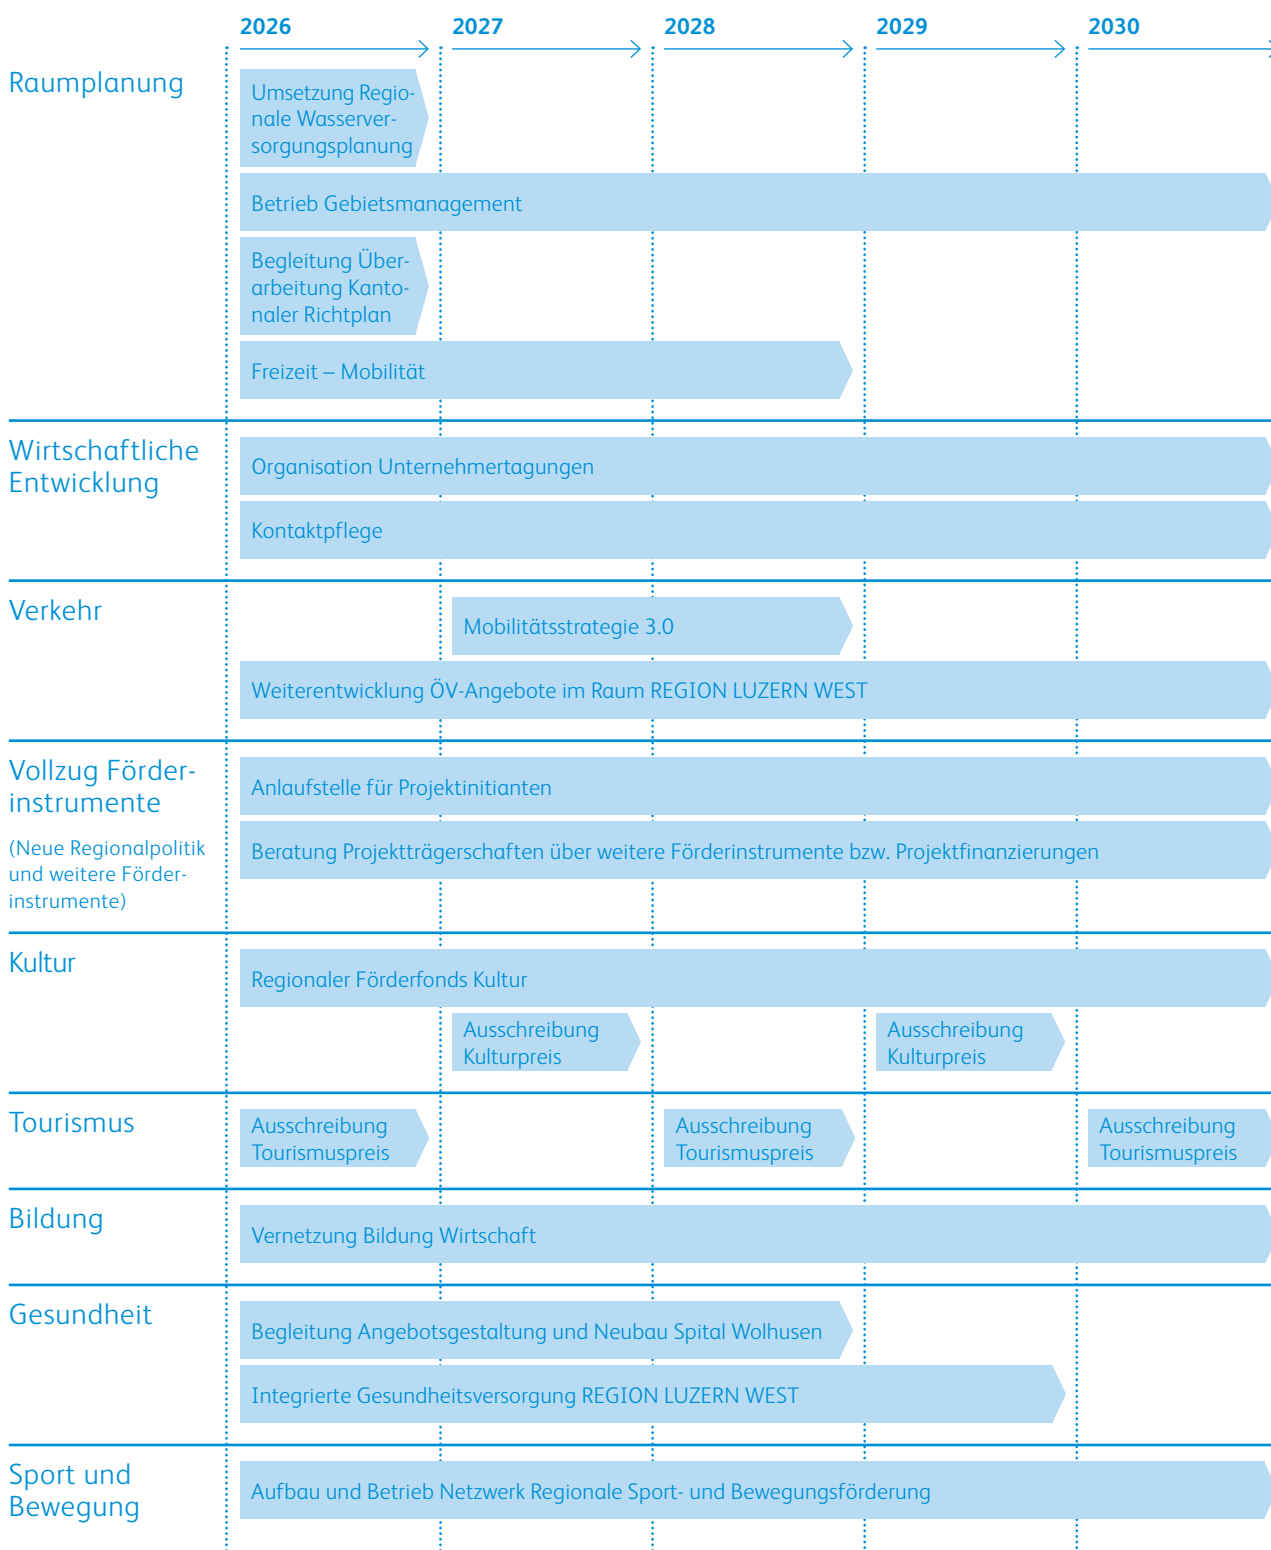 2026
2027
2028
2029
2030
Raumplanung
Umsetzung Regio-
nale Wasserver-
sorgungsplanung
Betrieb Gebietsmanagement
Begleitung Über-
arbeitung Kanto-
naler Richtplan
Freizeit – Mobilität
Wirtschaftliche
Entwicklung
Organisation Unternehmertagungen
Kontaktpflege
Verkehr
Mobilitätsstrategie 3.0
Weiterentwicklung ÖV-Angebote im Raum REGION LUZERN WEST
Vollzug Förder-
instrumente
(Neue Regionalpolitik
und weitere Förder-
instrumente)
Anlaufstelle für Projektinitianten
Beratung Projektträgerschaften über weitere Förderinstrumente bzw. Projektfinanzierungen
Kultur
Regionaler Förderfonds Kultur
Ausschreibung
Kulturpreis
Ausschreibung
Kulturpreis
Tourismus
Ausschreibung
Tourismuspreis
Ausschreibung
Tourismuspreis
Ausschreibung
Tourismuspreis
Bildung
Vernetzung Bildung Wirtschaft
Gesundheit
Begleitung Angebotsgestaltung und Neubau Spital Wolhusen
Integrierte Gesundheitsversorgung REGION LUZERN WEST
Sport und
Bewegung
Aufbau und Betrieb Netzwerk Regionale Sport- und Bewegungsförderung